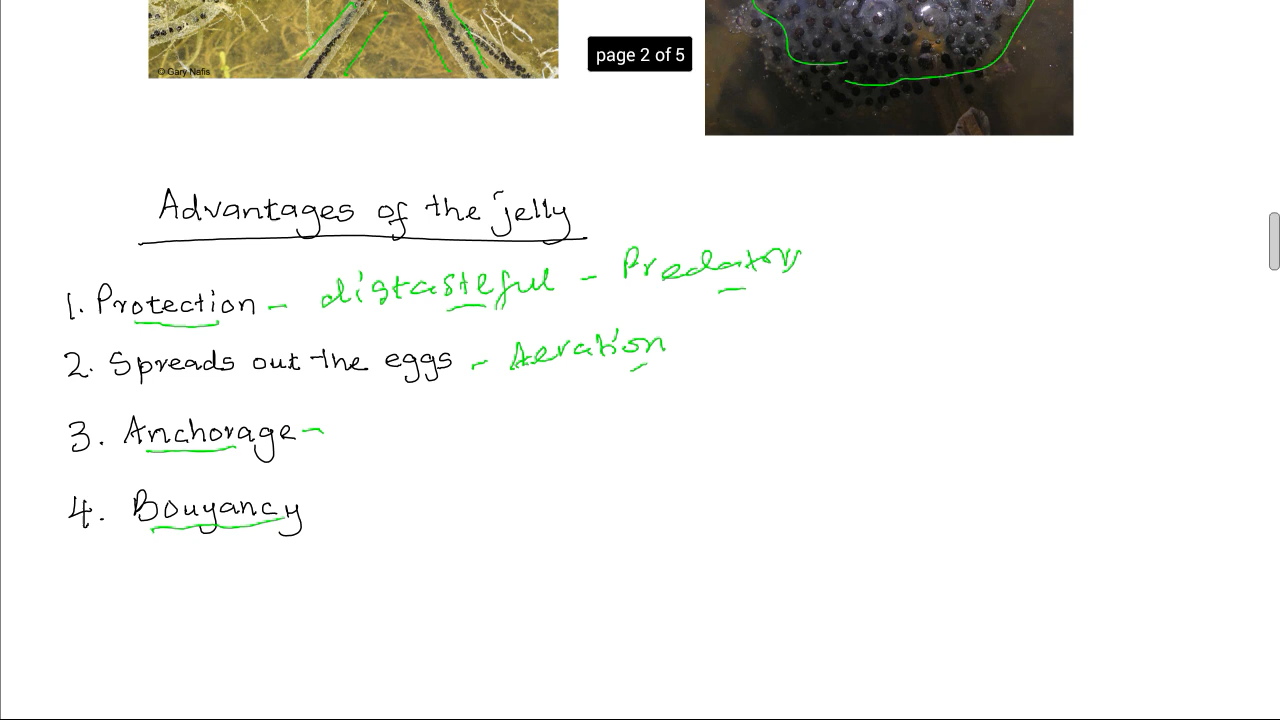 © Gary Nafis
page 2 of 5
Advantages of the jelly
1. Protection - distasteful - Predators
2. Spreads out the eggs - Aeration
3. Anchorage -
4. Bouyancy